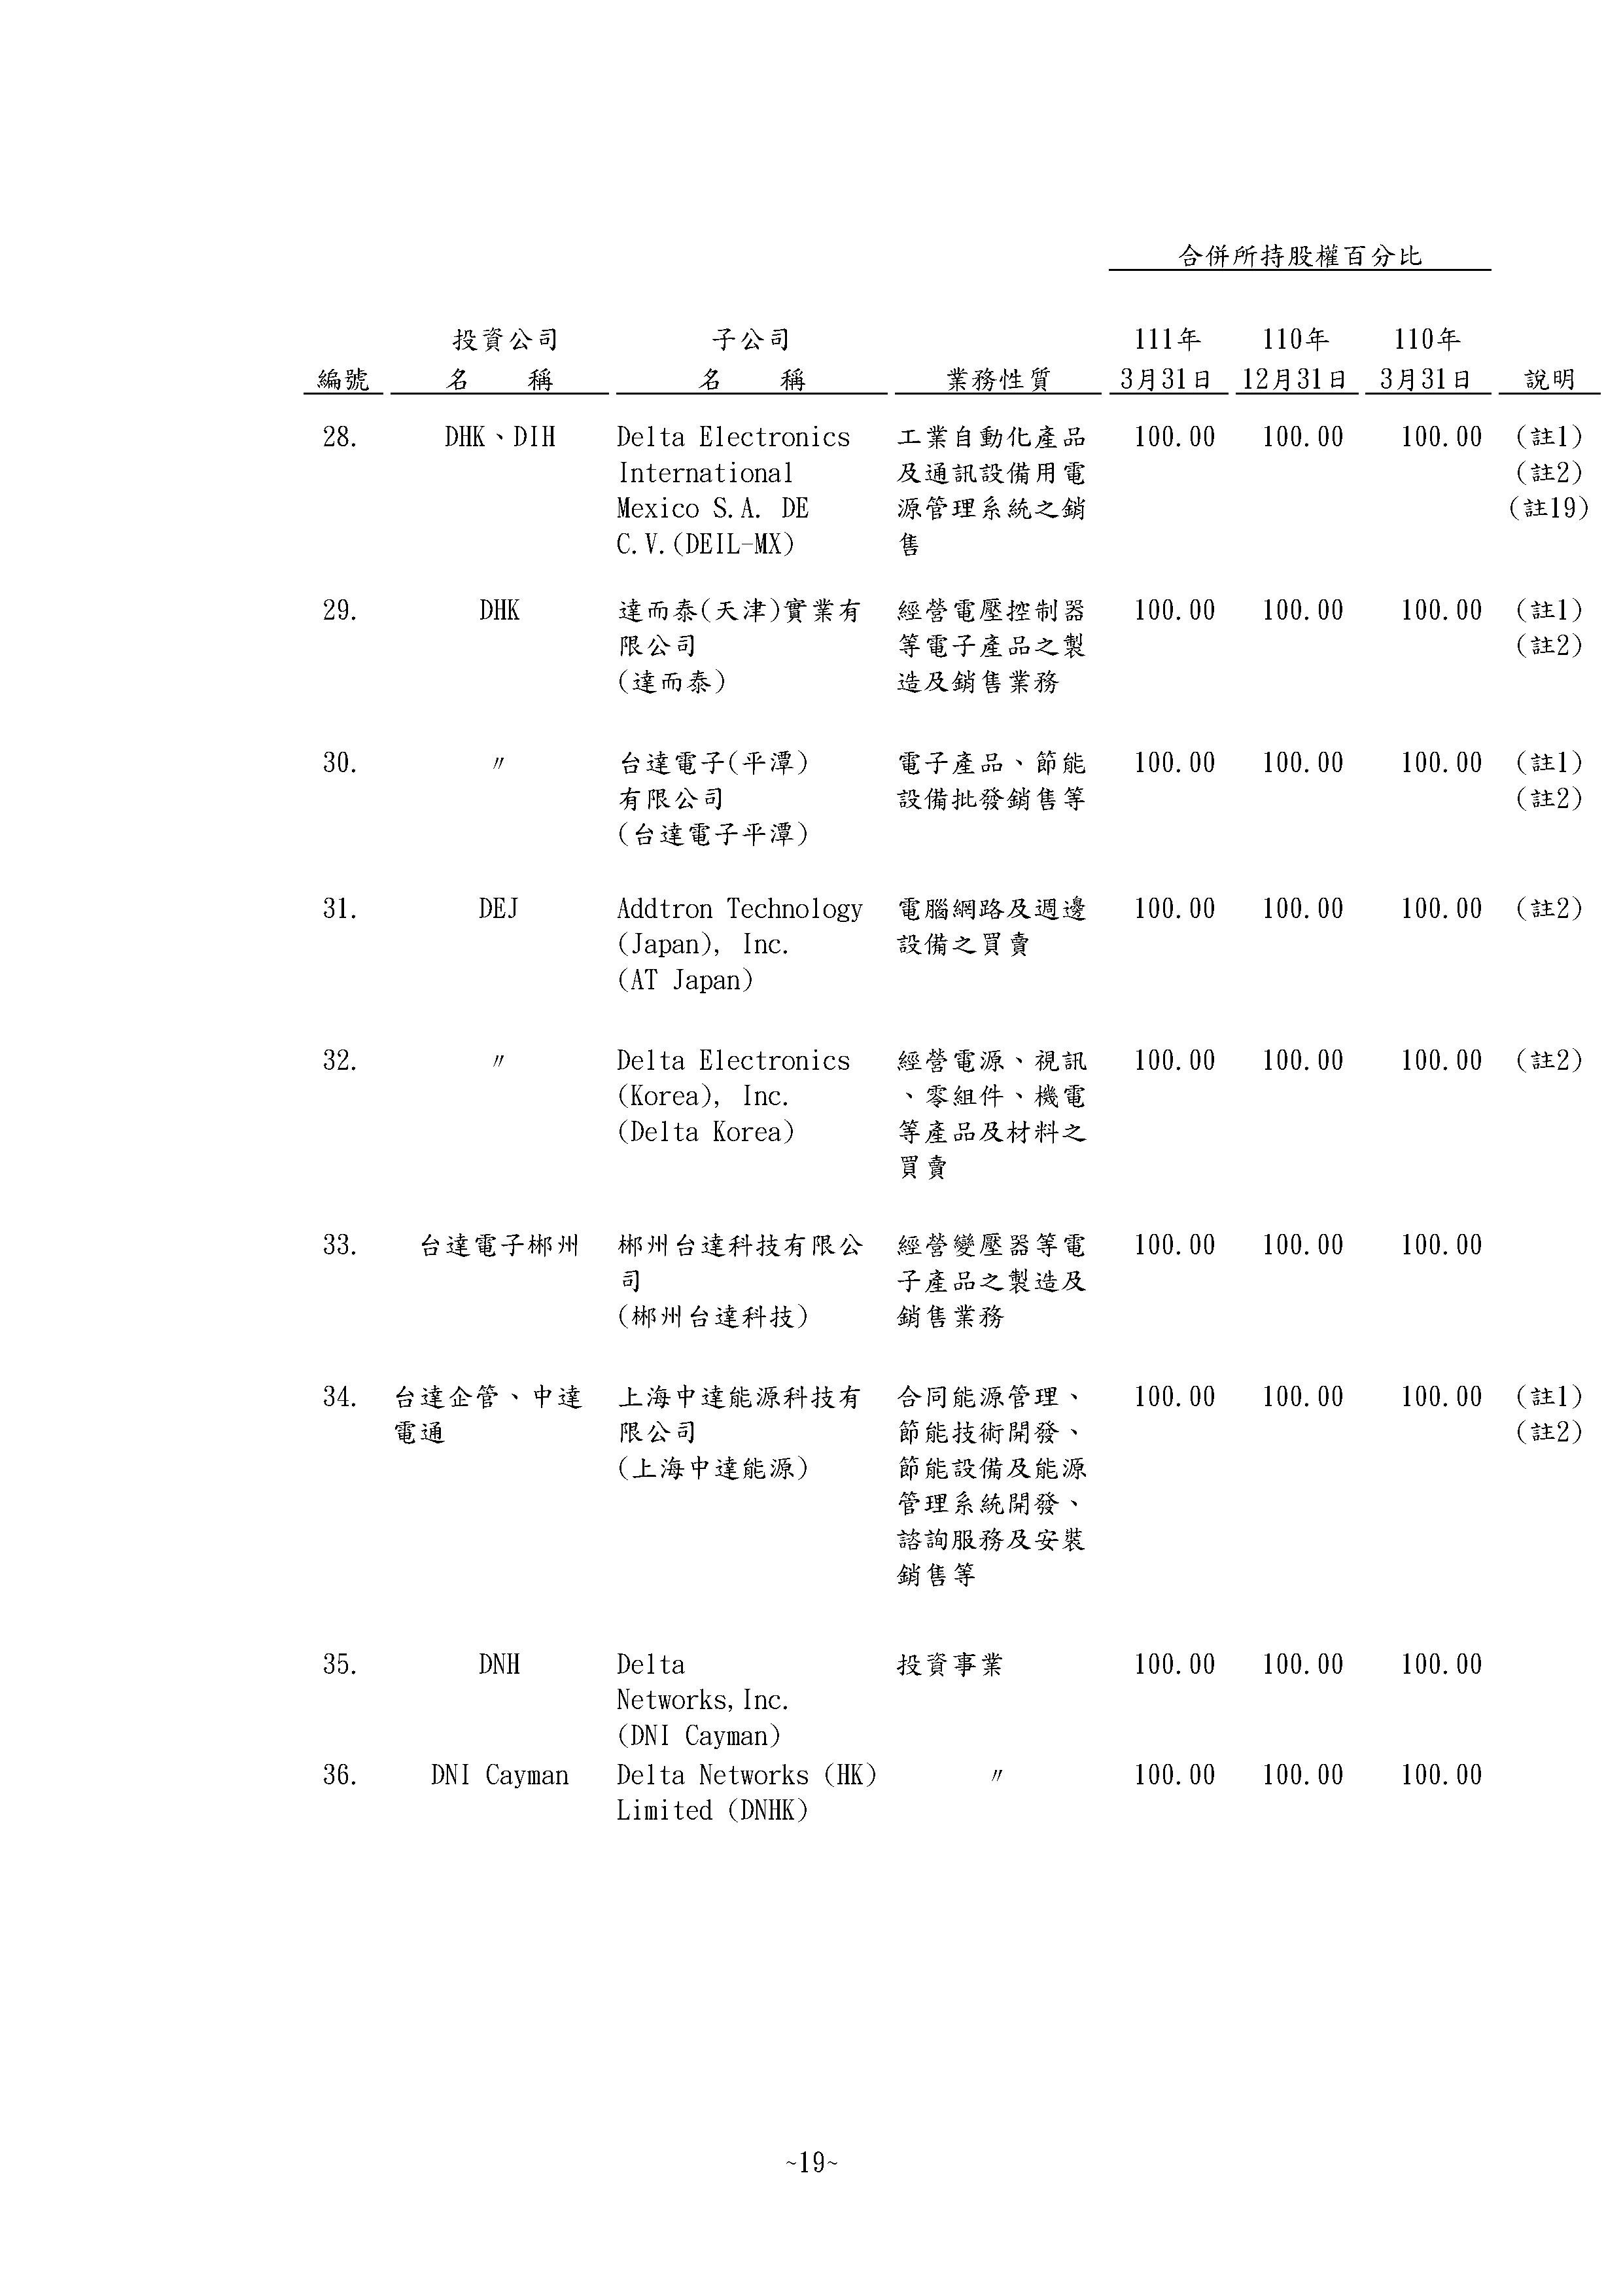 合併所持股權百分比
投資公司 子公司 111年 110年 110年
編號 名 稱 名 稱 業務性質 3月31日 12月31日 3月31日 說明
28. DHK、DIH Delta Electronics 工業自動化產品 100.00 100.00 100.00 (註1)
International 及通訊設備用電 (註2)
Mexico S.A. DE 源管理系統之銷 (註19)
C.V.(DEIL-MX) 售
29. DHK 達而泰(天津)實業有 經營電壓控制器 100.00 100.00 100.00 (註1)
限公司 等電子產品之製 (註2)
(達而泰) 造及銷售業務
30. 〃 台達電子(平潭) 電子產品、節能 100.00 100.00 100.00 (註1)
有限公司 設備批發銷售等 (註2)
(台達電子平潭)
31. DEJ Addtron Technology 電腦網路及週邊 100.00 100.00 100.00 (註2)
(Japan), Inc. 設備之買賣
(AT Japan)
32. 〃 Delta Electronics 經營電源、視訊 100.00 100.00 100.00 (註2)
(Korea), Inc. 、零組件、機電
(Delta Korea) 等產品及材料之
買賣
33. 台達電子郴州 郴州台達科技有限公 經營變壓器等電 100.00 100.00 100.00
司 子產品之製造及
(郴州台達科技) 銷售業務
34. 台達企管、中達 上海中達能源科技有 合同能源管理、 100.00 100.00 100.00 (註1)
電通 限公司 節能技術開發、 (註2)
(上海中達能源) 節能設備及能源
管理系統開發、
諮詢服務及安裝
銷售等
35. DNH Delta 投資事業 100.00 100.00 100.00
Networks,Inc.
(DNI Cayman)
36. DNI Cayman Delta Networks (HK) 〃 100.00 100.00 100.00
Limited (DNHK)
~19~